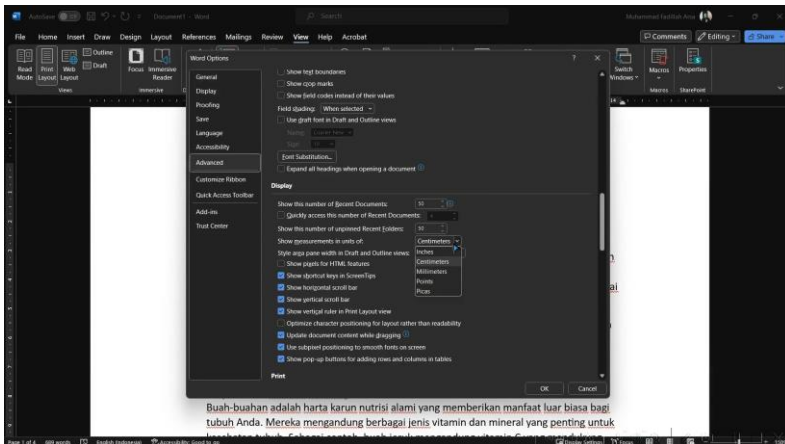 AutoSave Off Document1 - Word Search Muhammad Fadillah Arsa
File Home Insert Draw Design Layout References Mailings Review View Help Acrobat Comments Editing Share
Read Mode Print Layout Web Layout Outline Draft Focus Immersive Reader Switch Windows Macros Properties
Views Immersive Macros SharePoint
Word Options ?
General
Display
Proofing
Save
Language
Accessibility
Advanced
Customize Ribbon
Quick Access Toolbar
Add-ins
Trust Center
Show text boundaries
Show crop marks
Show field codes instead of their values
Field shading: When selected
Use draft font in Draft and Outline views
Name: Courier New
Size: 10
Font Substitution...
Expand all headings when opening a document
Display
Show this number of Recent Documents: 50
Quickly access this number of Recent Documents: 4
Show this number of unpinned Recent Folders: 50
Show measurements in units of: Centimeters
Style area pane width in Draft and Outline views:
Inches
Centimeters
Millimeters
Points
Picas
Show pixels for HTML features
Show shortcut keys in ScreenTips
Show horizontal scroll bar
Show vertical scroll bar
Show vertical ruler in Print Layout view
Optimize character positioning for layout rather than readability
Update document content while dragging
Use subpixel positioning to smooth fonts on screen
Show pop-up buttons for adding rows and columns in tables
Print
OK Cancel
Buah-buahan adalah harta karun nutrisi alami yang memberikan manfaat luar biasa bagi
tubuh Anda. Mereka mengandung berbagai jenis vitamin dan mineral yang penting untuk
Page 1 of 4 689 words English Indonesian Accessibility: Good to go Display Settings Focus